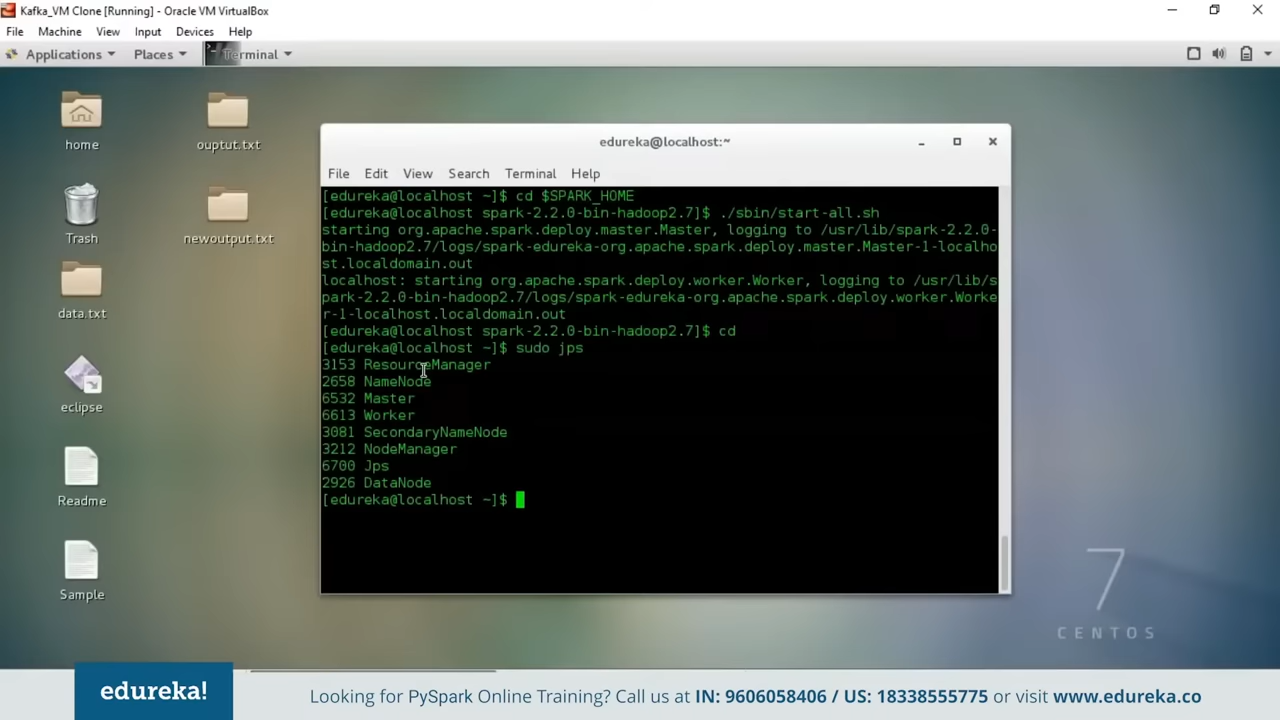 Kafka_VM Clone [Running] - Oracle VM VirtualBox
File Machine View Input Devices Help
Applications Places Terminal
home
ouptut.txt
Trash
newoutput.txt
data.txt
eclipse
Readme
Sample
edureka@localhost:~
File Edit View Search Terminal Help
[edureka@localhost ~]$ cd $SPARK_HOME
[edureka@localhost spark-2.2.0-bin-hadoop2.7]$ ./sbin/start-all.sh
starting org.apache.spark.deploy.master.Master, logging to /usr/lib/spark-2.2.0-
bin-hadoop2.7/logs/spark-edureka-org.apache.spark.deploy.master.Master-1-localho
st.localdomain.out
localhost: starting org.apache.spark.deploy.worker.Worker, logging to /usr/lib/s
park-2.2.0-bin-hadoop2.7/logs/spark-edureka-org.apache.spark.deploy.worker.Worke
r-1-localhost.localdomain.out
[edureka@localhost spark-2.2.0-bin-hadoop2.7]$ cd
[edureka@localhost ~]$ sudo jps
3153 ResourceManager
2658 NameNode
6532 Master
6613 Worker
3081 SecondaryNameNode
3212 NodeManager
6700 Jps
2926 DataNode
[edureka@localhost ~]$
7
CENTOS
edureka!
Looking for PySpark Online Training? Call us at IN: 9606058406 / US: 18338555775 or visit www.edureka.co